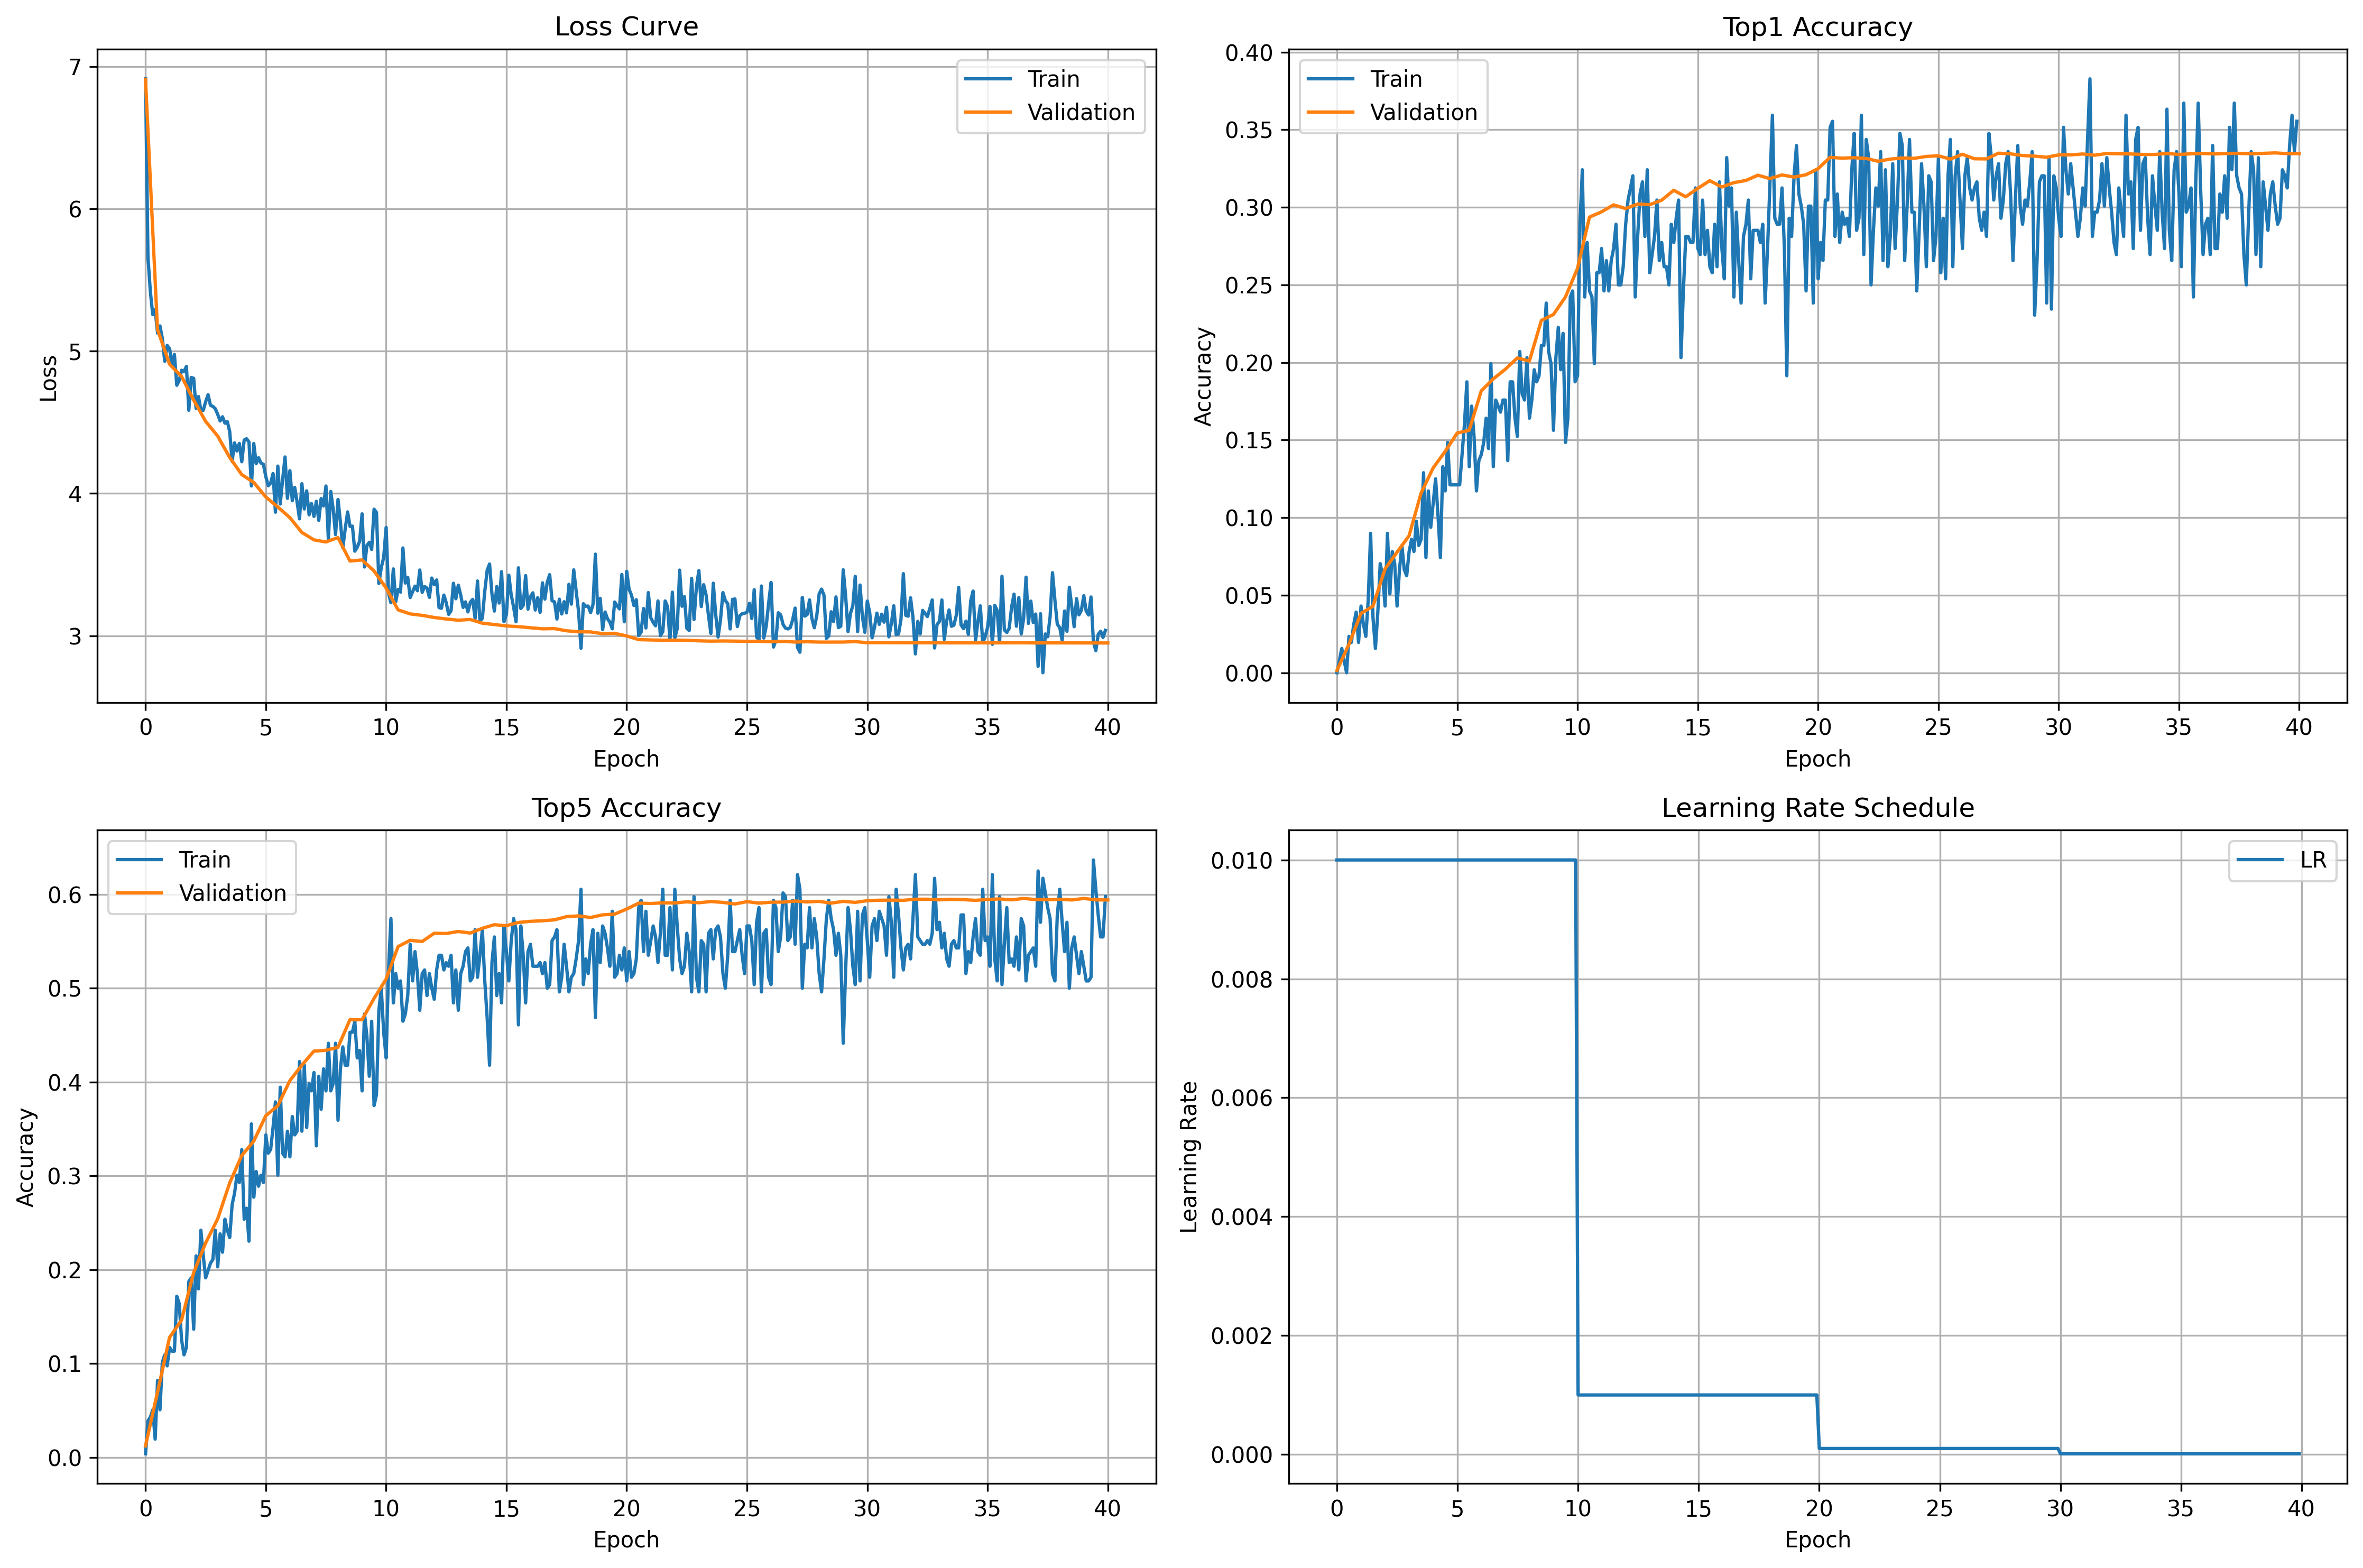 Loss Curve
Train
Validation
7
6
5
4
3
Loss
0 5 10 15 20 25 30 35 40
Epoch
Top1 Accuracy
Train
Validation
0.40
0.35
0.30
0.25
0.20
0.15
0.10
0.05
0.00
Accuracy
0 5 10 15 20 25 30 35 40
Epoch
Top5 Accuracy
Train
Validation
0.6
0.5
0.4
0.3
0.2
0.1
0.0
Accuracy
0 5 10 15 20 25 30 35 40
Epoch
Learning Rate Schedule
LR
0.010
0.008
0.006
0.004
0.002
0.000
Learning Rate
0 5 10 15 20 25 30 35 40
Epoch